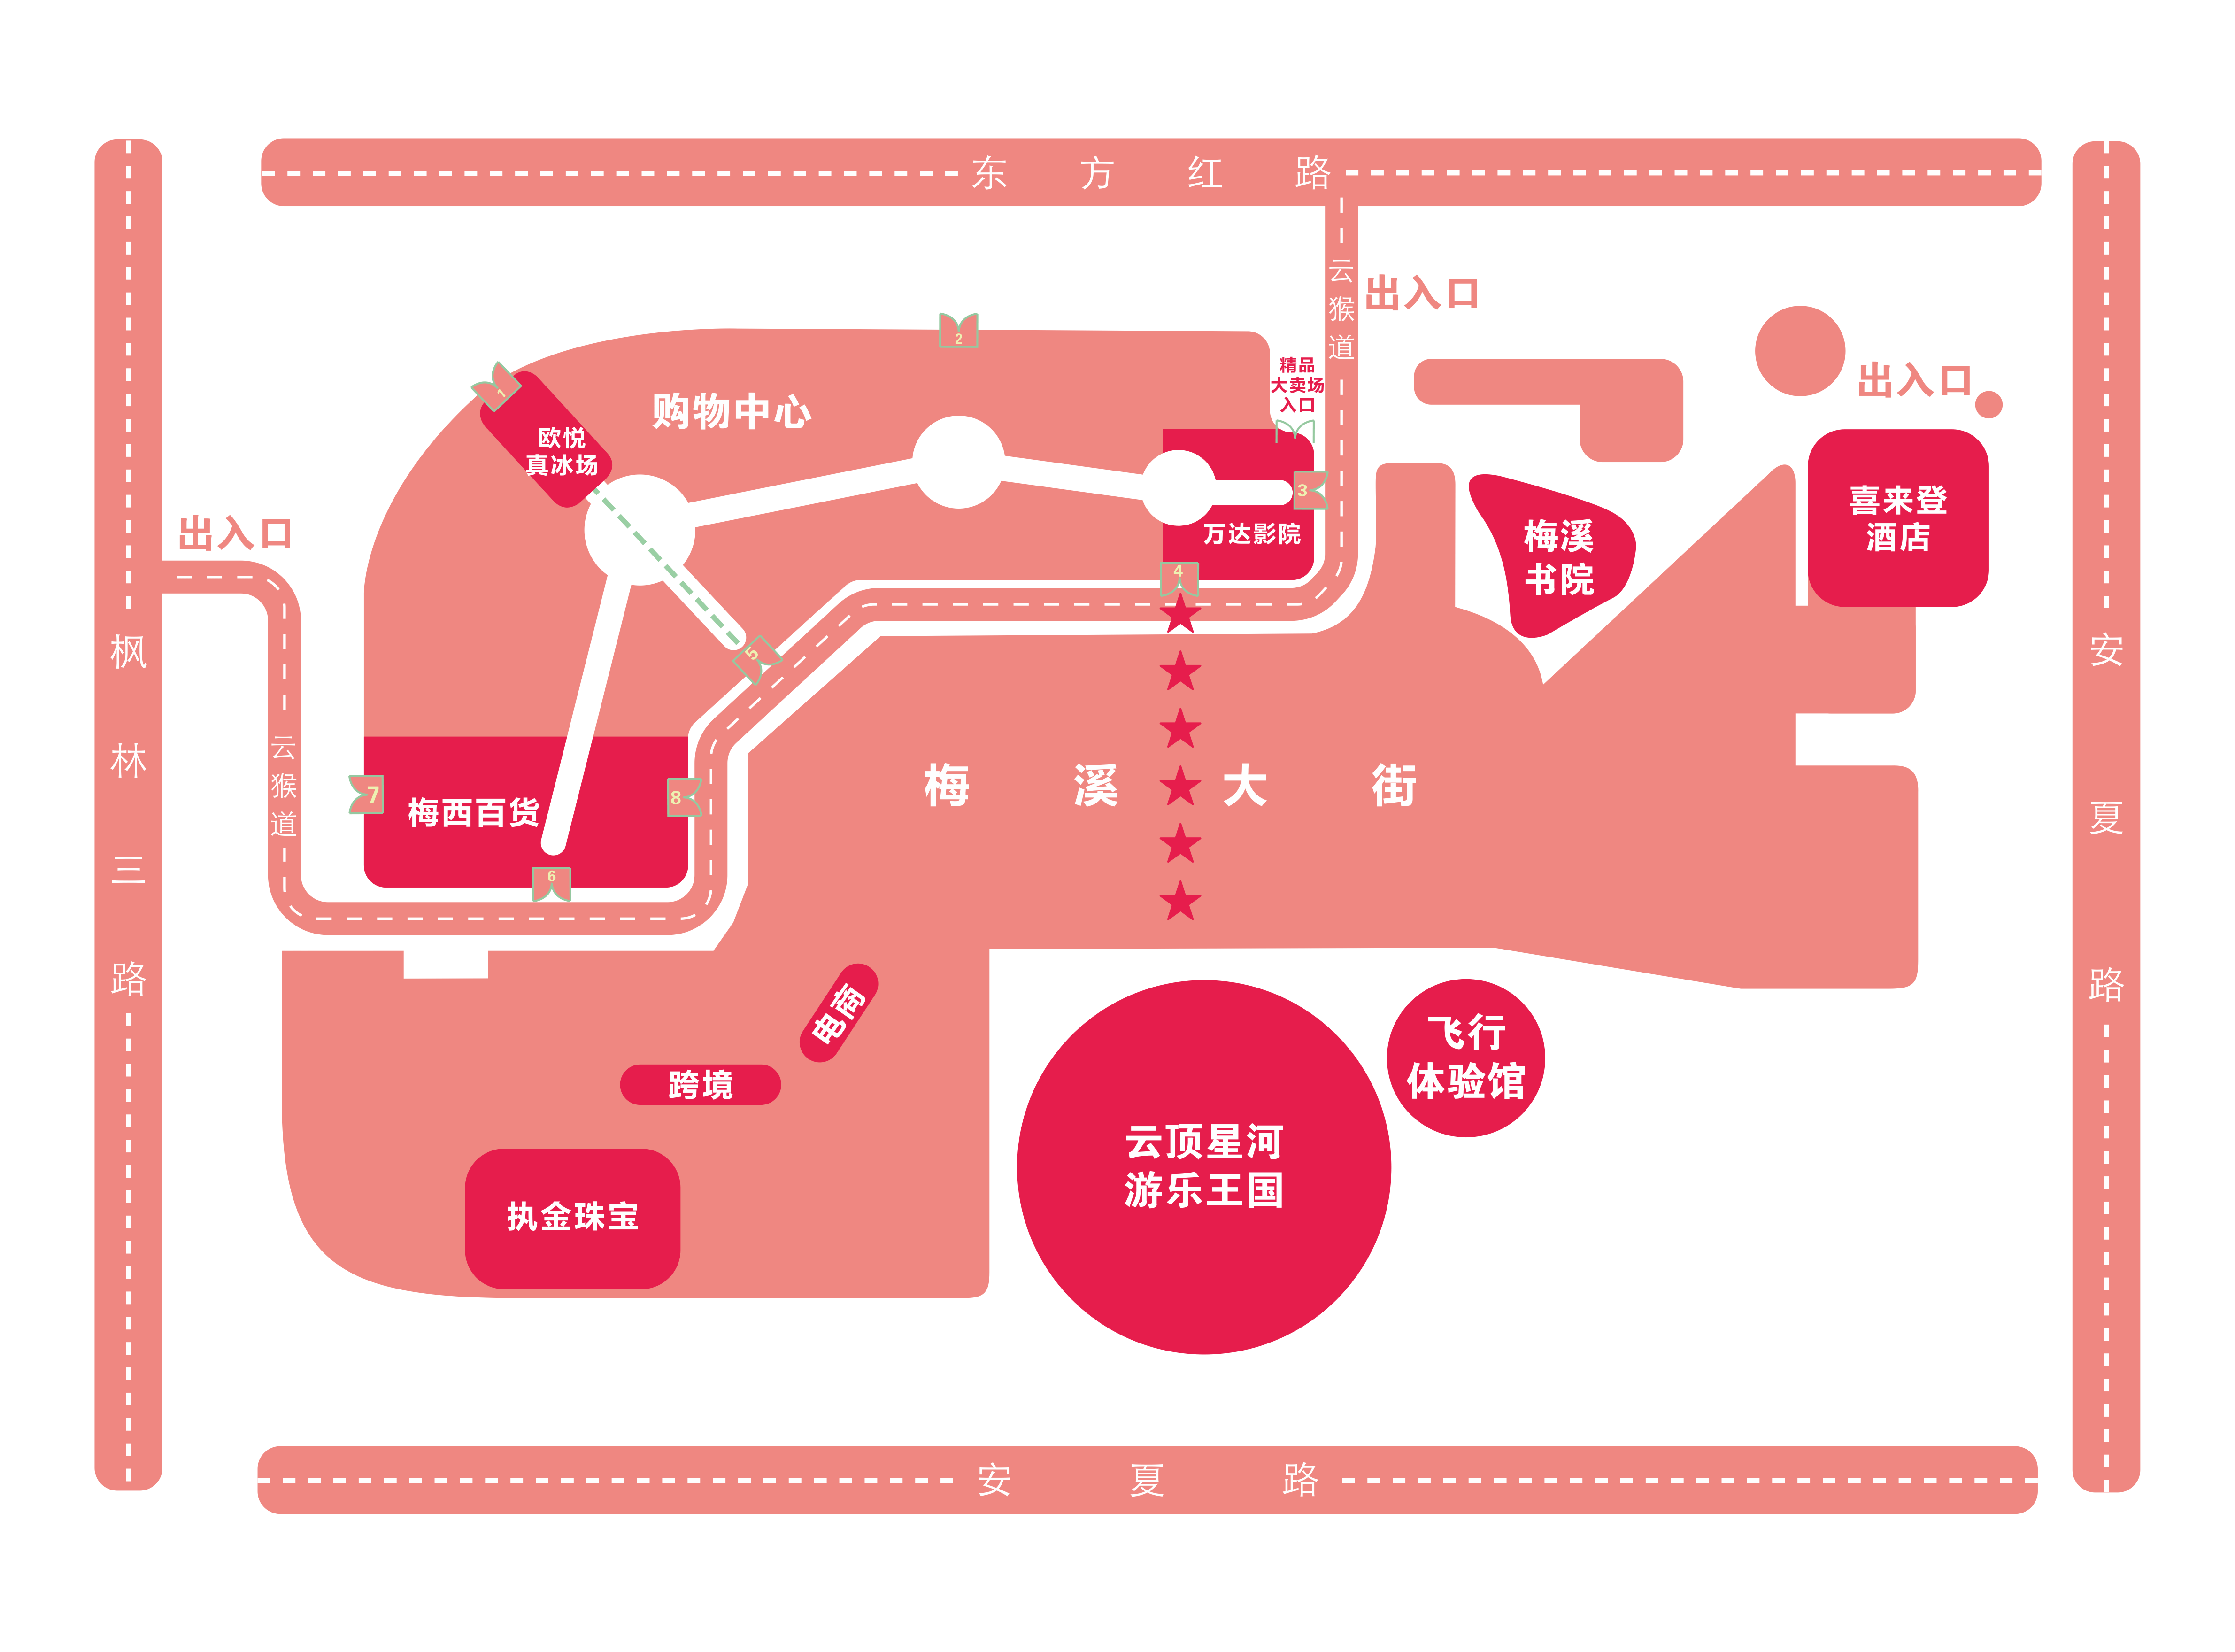 东方红路
云猴道
出入口
2
精品
大卖场
入口
出入口
1
购物中心
欧悦
真冰场
3
喜来登
酒店
出入口
万达影院
梅溪
书院
4
枫林三路
5
安夏路
云猴道
梅溪大街
7
梅西百货
8
6
电商
跨境
飞行
体验馆
云顶星河
游乐王国
执金珠宝
安夏路